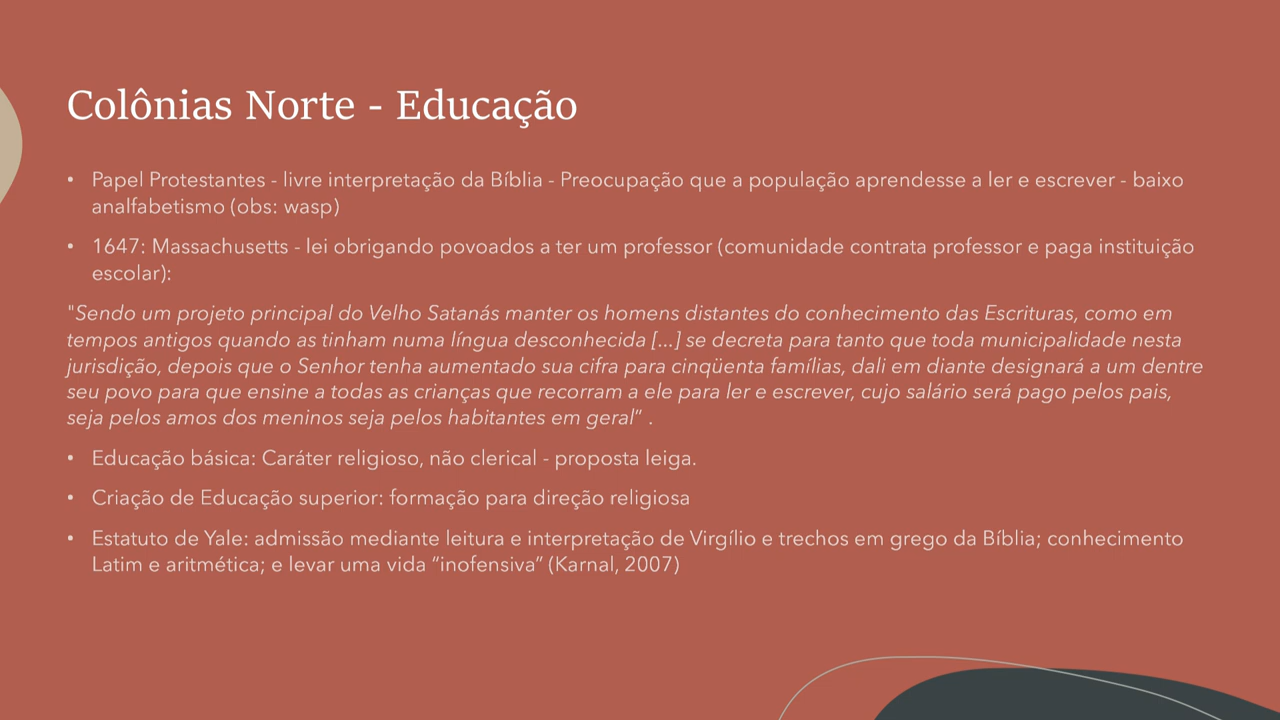 Colônias Norte - Educação
• Papel Protestantes - livre interpretação da Bíblia - Preocupação que a população aprendesse a ler e escrever - baixo
analfabetismo (obs: wasp)
• 1647: Massachusetts - lei obrigando povoados a ter um professor (comunidade contrata professor e paga instituição
escolar):
"Sendo um projeto principal do Velho Satanás manter os homens distantes do conhecimento das Escrituras, como em
tempos antigos quando as tinham numa língua desconhecida [...] se decreta para tanto que toda municipalidade nesta
jurisdição, depois que o Senhor tenha aumentado sua cifra para cinqüenta famílias, dali em diante designará a um dentre
seu povo para que ensine a todas as crianças que recorram a ele para ler e escrever, cujo salário será pago pelos pais,
seja pelos amos dos meninos seja pelos habitantes em geral” .
• Educação básica: Caráter religioso, não clerical - proposta leiga.
• Criação de Educação superior: formação para direção religiosa
• Estatuto de Yale: admissão mediante leitura e interpretação de Virgílio e trechos em grego da Bíblia; conhecimento
Latim e aritmética; e levar uma vida “inofensiva” (Karnal, 2007)